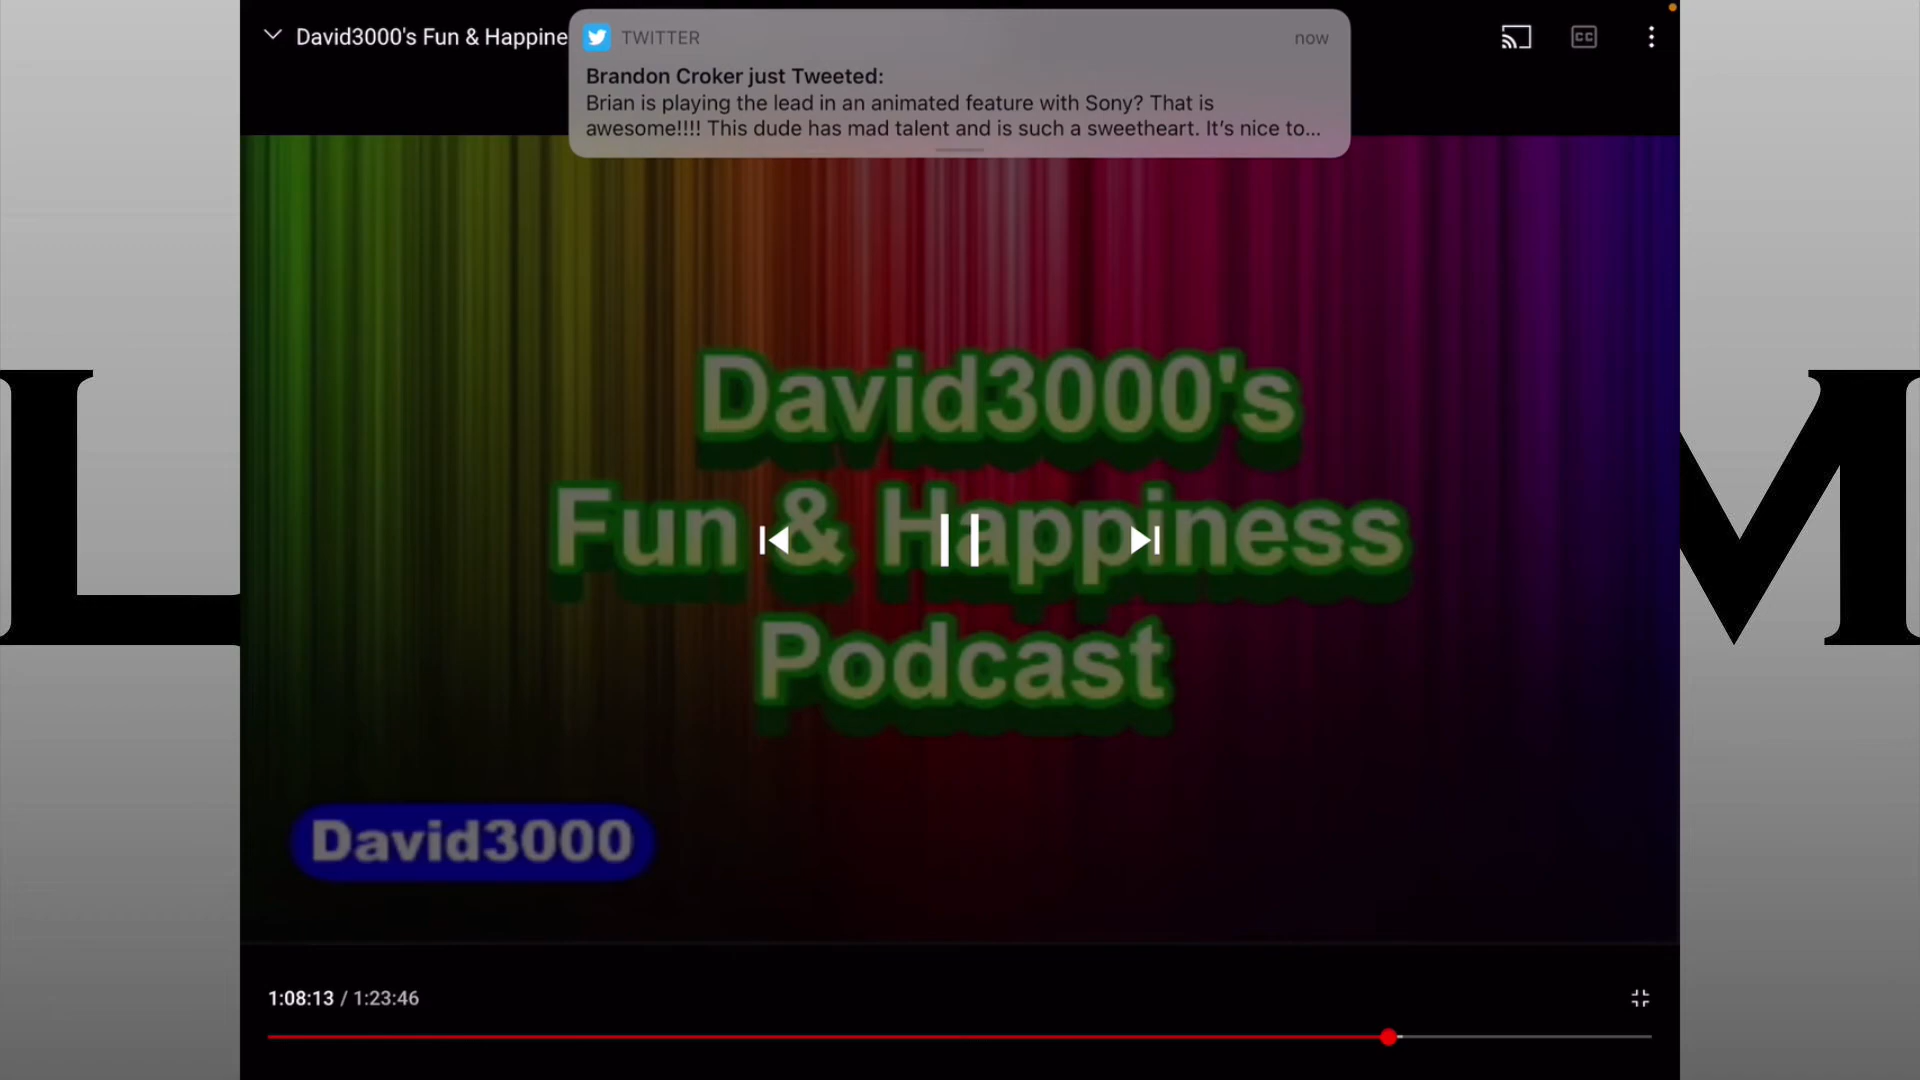 David3000's Fun & Happine
TWITTER
now
Brandon Croker just Tweeted:
Brian is playing the lead in an animated feature with Sony? That is
awesome!!!! This dude has mad talent and is such a sweetheart. It’s nice to...
CC
David3000's
Fun & Happiness
Podcast
L
M
David3000
1:08:13 / 1:23:46